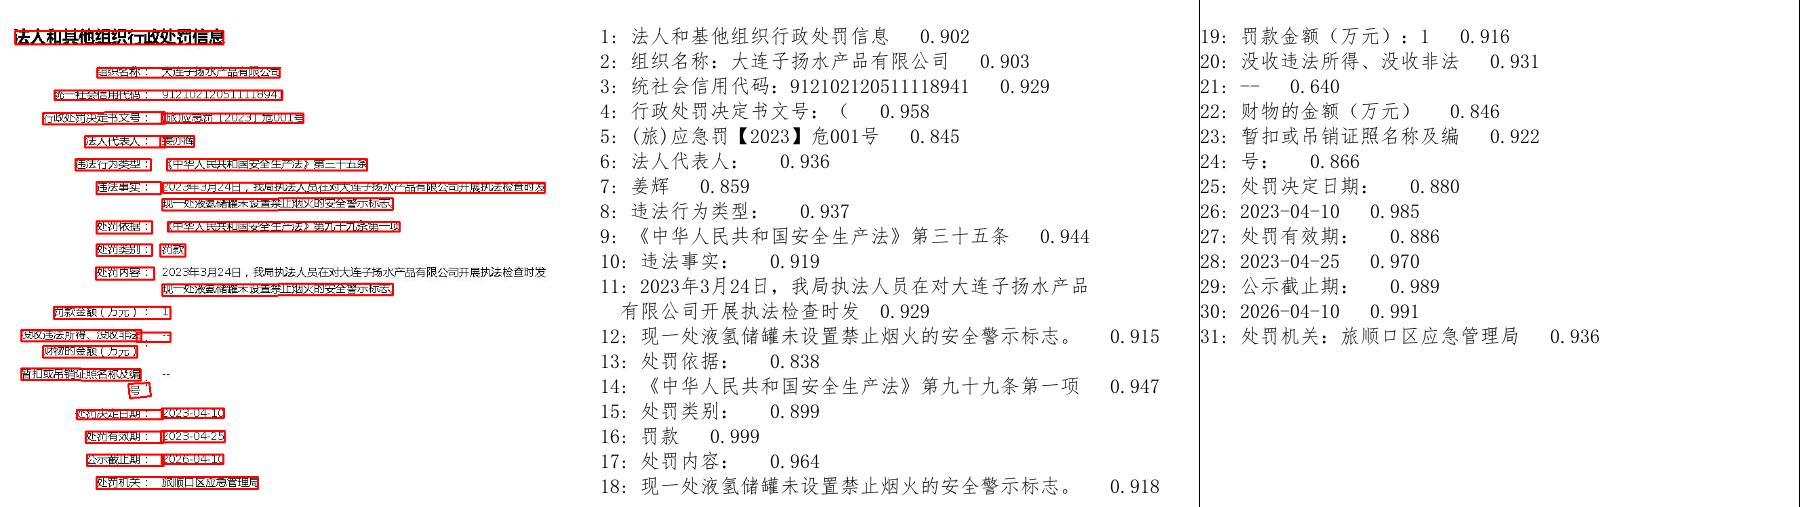 法人和其他组织行政处罚信息
组织名称： 大连子扬水产品有限公司
统一社会信用代码： 912102120511118941
行政处罚决定书文号： (旅)应急罚【2023】危001号
法人代表人：
违法行为类型： 《中华人民共和国安全生产法》第三十五条
违法事实： 2023年3月24日，我局执法人员在对大连子扬水产品有限公司开展执法检查时发
现一处液氨储罐未设置禁止烟火的安全警示标志。
处罚依据： 《中华人民共和国安全生产法》第九十九条第一项
处罚类别： 罚款
处罚内容： 2023年3月24日，我局执法人员在对大连子扬水产品有限公司开展执法检查时发
现一处液氨储罐未设置禁止烟火的安全警示标志。
罚款金额（万元）： 1
没收违法所得、没收非法 --
财物的金额（万元）：
暂扣或吊销证照名称及编 --
号：
处罚决定日期： 2023-04-10
处罚有效期： 2023-04-25
公示截止期： 2026-04-10
处罚机关： 旅顺口区应急管理局
1: 法人和基他组织行政处罚信息 0.902
2: 组织名称: 大连子扬水产品有限公司 0.903
3: 统社会信用代码: 912102120511118941 0.929
4: 行政处罚决定书文号: （ 0.958
5: (旅)应急罚【2023】危001号 0.845
6: 法人代表人: 0.936
7: 姜辉 0.859
8: 违法行为类型: 0.937
9: 《中华人民共和国安全生产法》第三十五条 0.944
10: 违法事实: 0.919
11: 2023年3月24日，我局执法人员在对大连子扬水产品
有限公司开展执法检查时发 0.929
12: 现一处液氢储罐未设置禁止烟火的安全警示标志。 0.915
13: 处罚依据: 0.838
14: 《中华人民共和国安全生产法》第九十九条第一项 0.947
15: 处罚类别: 0.899
16: 罚款 0.999
17: 处罚内容: 0.964
18: 现一处液氢储罐未设置禁止烟火的安全警示标志。 0.918
19: 罚款金额（万元）: 1 0.916
20: 没收违法所得、没收非法 0.931
21: -- 0.640
22: 财物的金额（万元） 0.846
23: 暂扣或吊销证照名称及编 0.922
24: 号: 0.866
25: 处罚决定日期: 0.880
26: 2023-04-10 0.985
27: 处罚有效期: 0.886
28: 2023-04-25 0.970
29: 公示截止期: 0.989
30: 2026-04-10 0.991
31: 处罚机关: 旅顺口区应急管理局 0.936